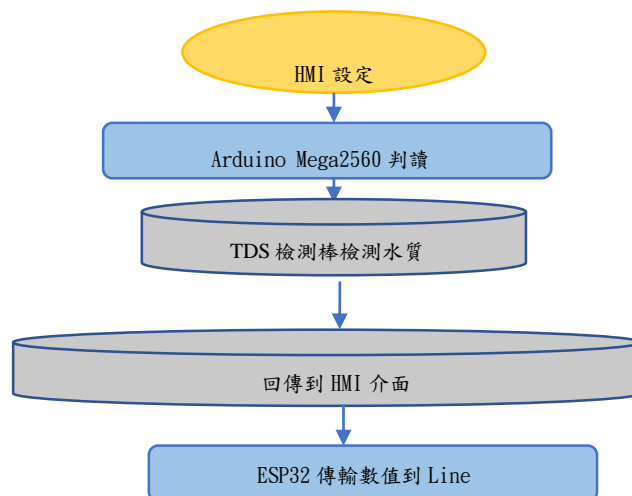 HMI 設定
Arduino Mega2560 判讀
TDS 檢測棒檢測水質
回傳到 HMI 介面
ESP32 傳輸數值到 Line